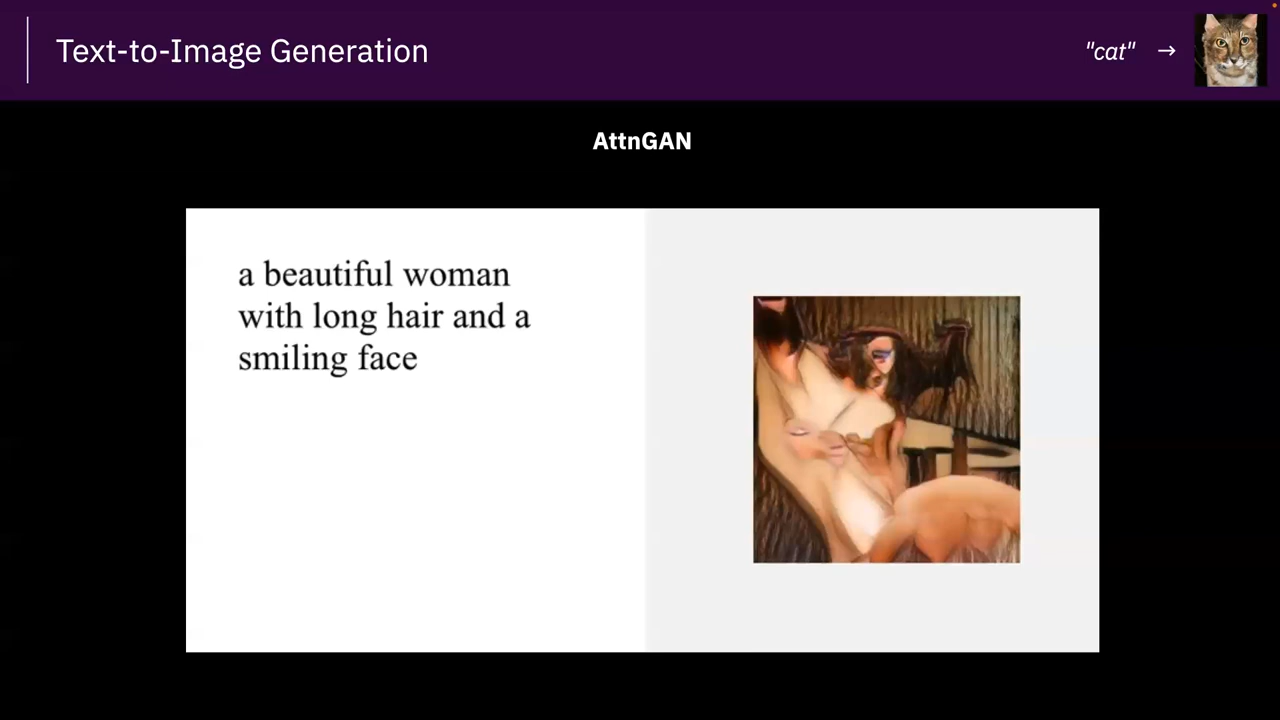 Text-to-Image Generation
"cat" →
AttnGAN
a beautiful woman
with long hair and a
smiling face